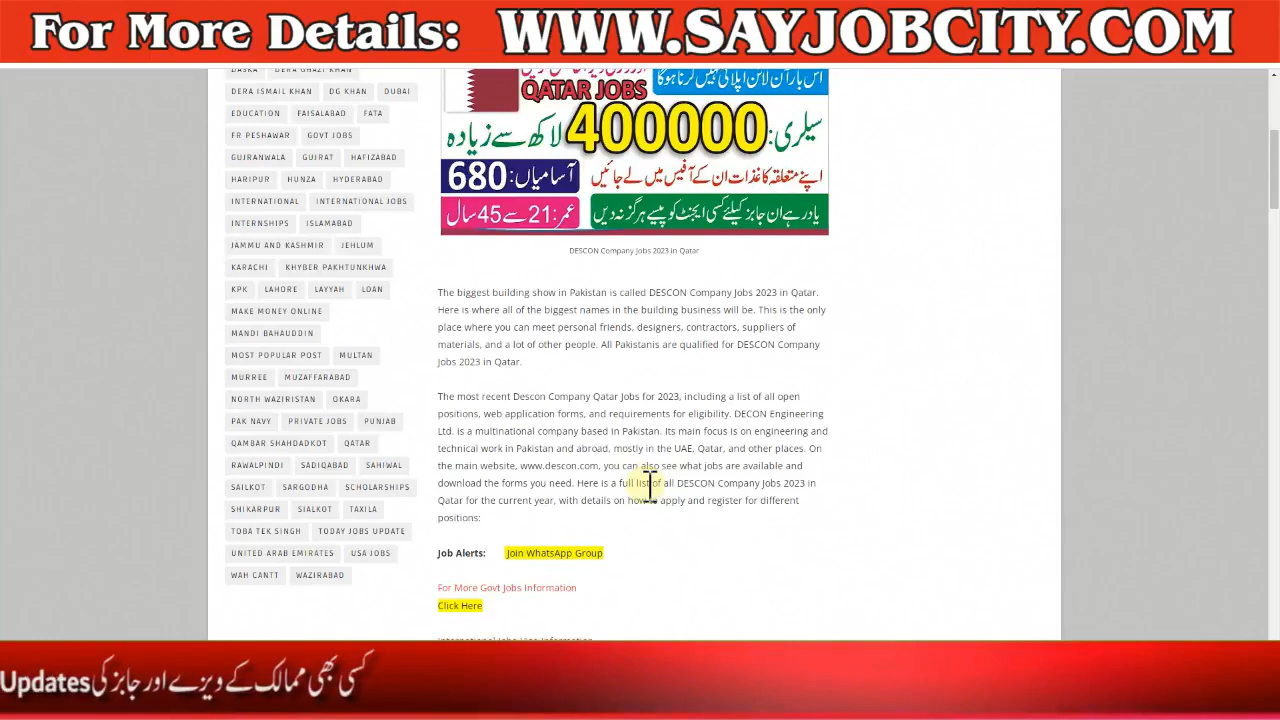 For More Details: WWW.SAYJOBCITY.COM
DASKA DERA GHAZI KHAN
DERA ISMAIL KHAN DG KHAN DUBAI
EDUCATION FAISALABAD FATA
FR PESHAWAR GOVT JOBS
GUJRANWALA GUJRAT HAFIZABAD
HARIPUR HUNZA HYDERABAD
INTERNATIONAL INTERNATIONAL JOBS
INTERNSHIPS ISLAMABAD
JAMMU AND KASHMIR JEHLUM
KARACHI KHYBER PAKHTUNKHWA
KPK LAHORE LAYYAH LOAN
MAKE MONEY ONLINE
MANDI BAHAUDDIN
MOST POPULAR POST MULTAN
MURREE MUZAFFARABAD
NORTH WAZIRISTAN OKARA
PAK NAVY PRIVATE JOBS PUNJAB
QAMBAR SHAHDADKOT QATAR
RAWALPINDI SADIQABAD SAHIWAL
SAILKOT SARGODHA SCHOLARSHIPS
SHIKARPUR SIALKOT TAXILA
TOBA TEK SINGH TODAY JOBS UPDATE
UNITED ARAB EMIRATES USA JOBS
WAH CANTT WAZIRABAD
اس بار آن لائن اپلائی نہیں کرنا ہوگا
QATAR JOBS
سیلری: 400000 لاکھ سے زیادہ
آسامیاں: 680
اپنے متعلقہ کاغذات ان کے آفیس میں لے جائیں
عمر: 21 سے 45 سال
یاد رہے ان جابز کیلئے کسی ایجنٹ کو پیسے ہرگز نہ دیں
DESCON Company Jobs 2023 in Qatar
The biggest building show in Pakistan is called DESCON Company Jobs 2023 in Qatar.
Here is where all of the biggest names in the building business will be. This is the only
place where you can meet personal friends, designers, contractors, suppliers of
materials, and a lot of other people. All Pakistanis are qualified for DESCON Company
Jobs 2023 in Qatar.
The most recent Descon Company Qatar Jobs for 2023, including a list of all open
positions, web application forms, and requirements for eligibility. DECON Engineering
Ltd. is a multinational company based in Pakistan. Its main focus is on engineering and
technical work in Pakistan and abroad, mostly in the UAE, Qatar, and other places. On
the main website, www.descon.com, you can also see what jobs are available and
download the forms you need. Here is a full list of all DESCON Company Jobs 2023 in
Qatar for the current year, with details on how to apply and register for different
positions:
Job Alerts: Join WhatsApp Group
For More Govt Jobs Information
Click Here
International Jobs Visa Information
کسی بھی ممالک کے ویزے اور جابز کی Updates